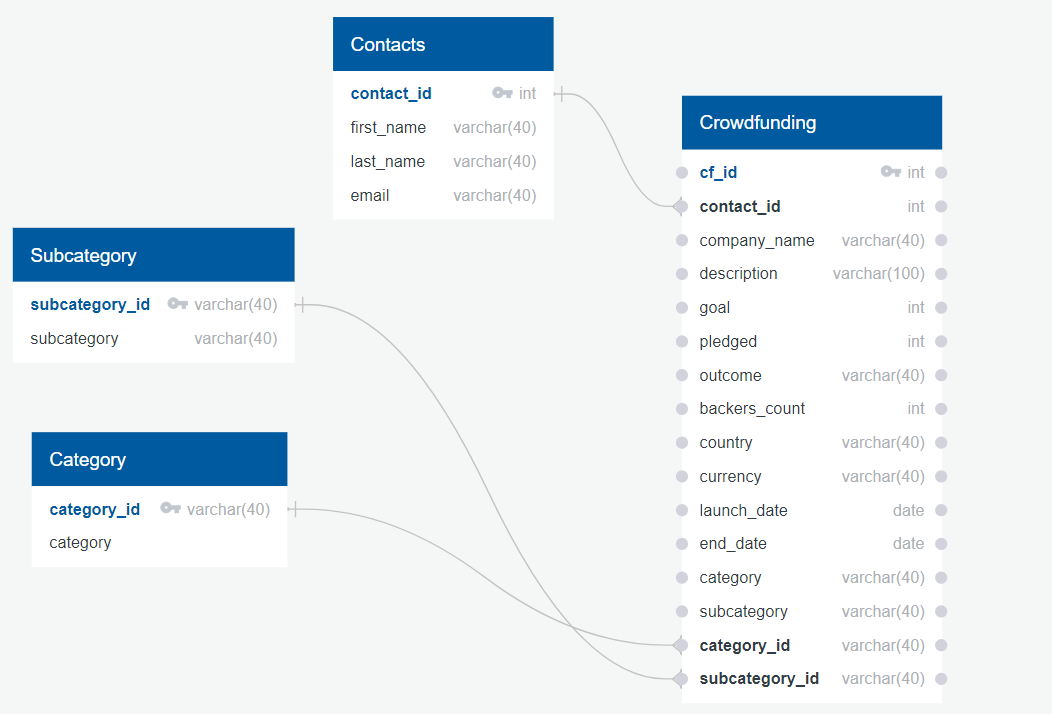 Contacts
contact_id int
first_name varchar(40)
last_name varchar(40)
email varchar(40)
Subcategory
subcategory_id varchar(40)
subcategory varchar(40)
Category
category_id varchar(40)
category
Crowdfunding
cf_id int
contact_id int
company_name varchar(40)
description varchar(100)
goal int
pledged int
outcome varchar(40)
backers_count int
country varchar(40)
currency varchar(40)
launch_date date
end_date date
category varchar(40)
subcategory varchar(40)
category_id varchar(40)
subcategory_id varchar(40)